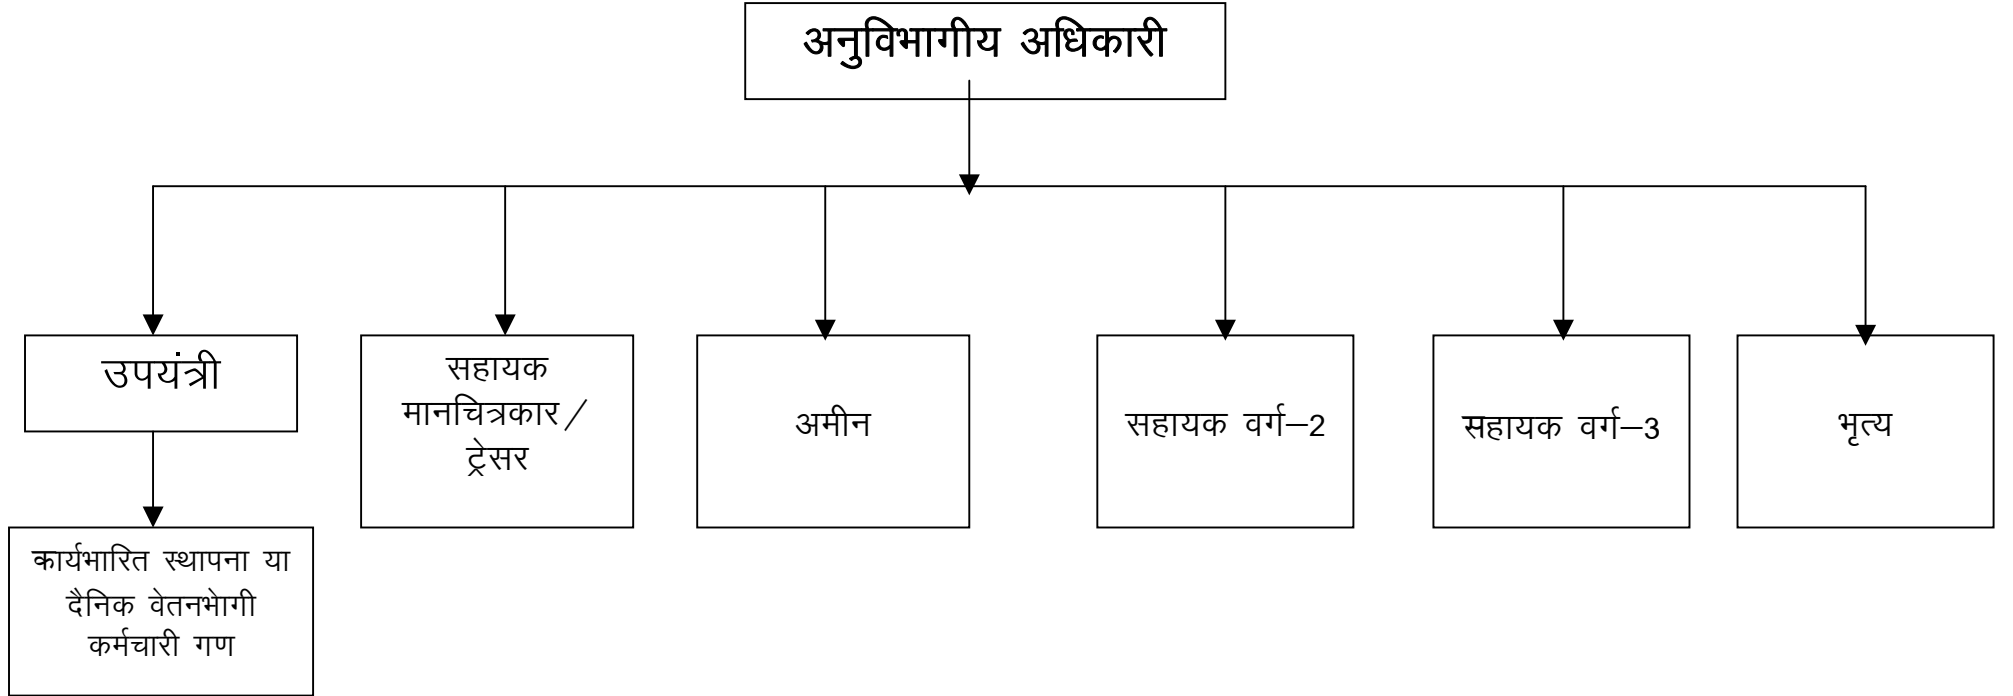 अनुविभागीय अधिकारी
उपयंत्री
सहायक
मानचित्रकार/
ट्रेसर
अमीन
सहायक वर्ग–2
सहायक वर्ग–3
भृत्य
कार्यभारित स्थापना या
दैनिक वेतनभेागी
कर्मचारी गण